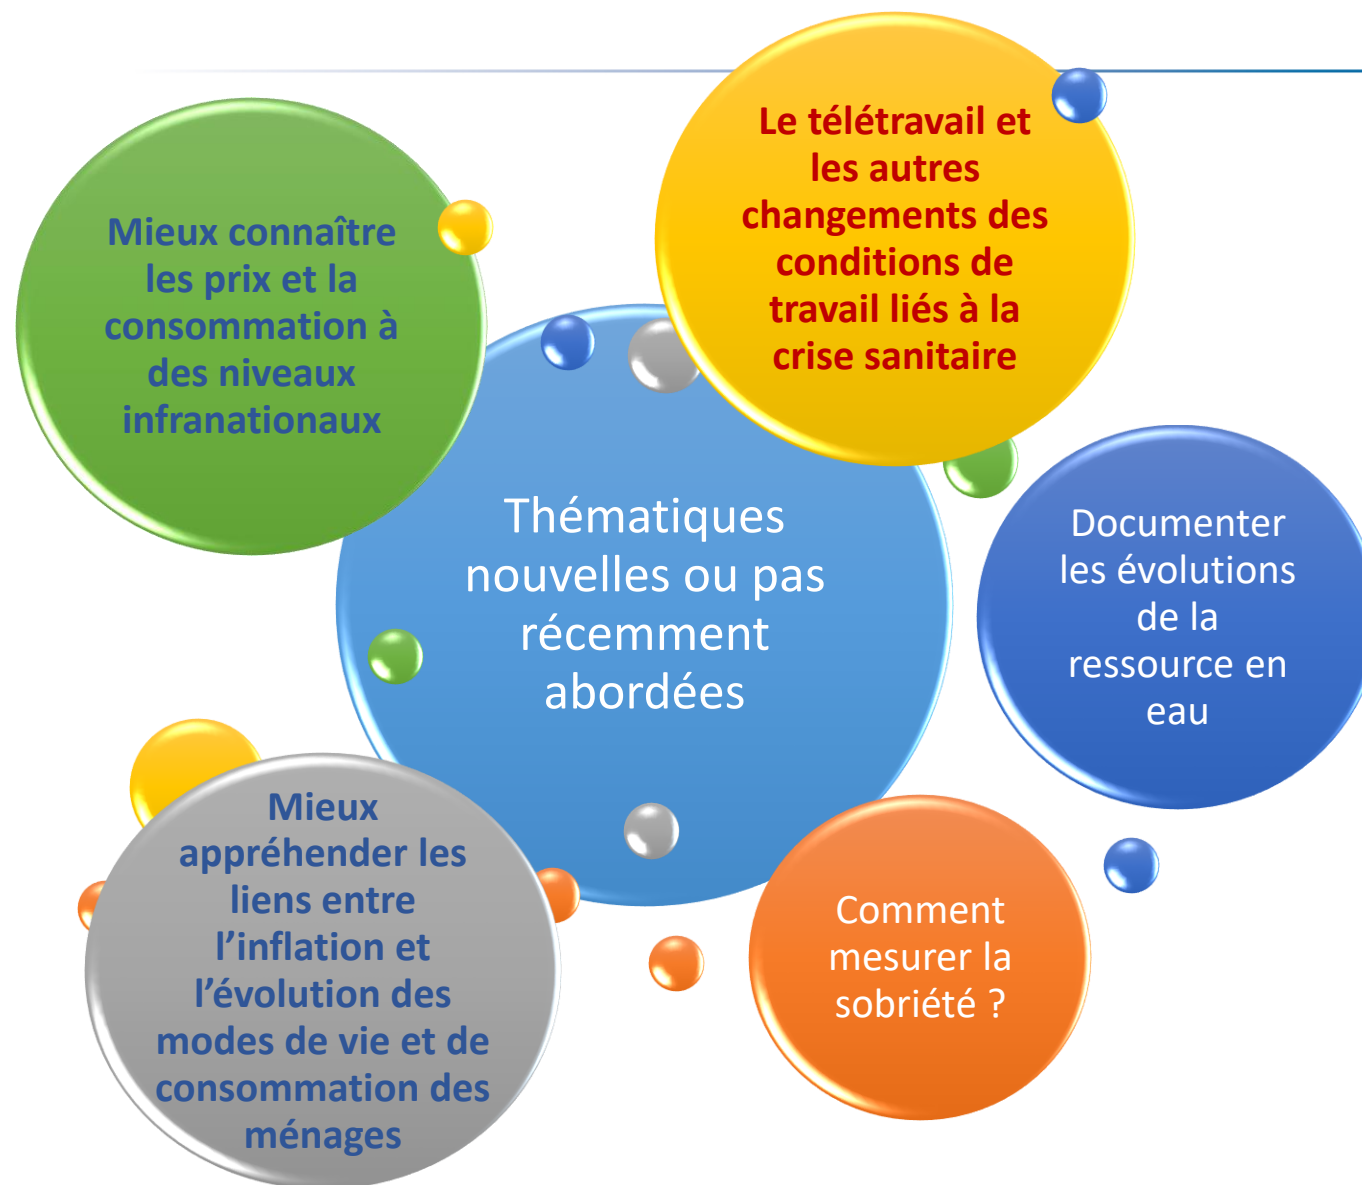 Le télétravail et
les autres
changements des
conditions de
travail liés à la
crise sanitaire
Mieux connaître
les prix et la
consommation à
des niveaux
infranationaux
Thématiques
nouvelles ou pas
récemment
abordées
Documenter
les évolutions
de la
ressource en
eau
Mieux
appréhender les
liens entre
l’inflation et
l’évolution des
modes de vie et de
consommation des
ménages
Comment
mesurer la
sobriété ?